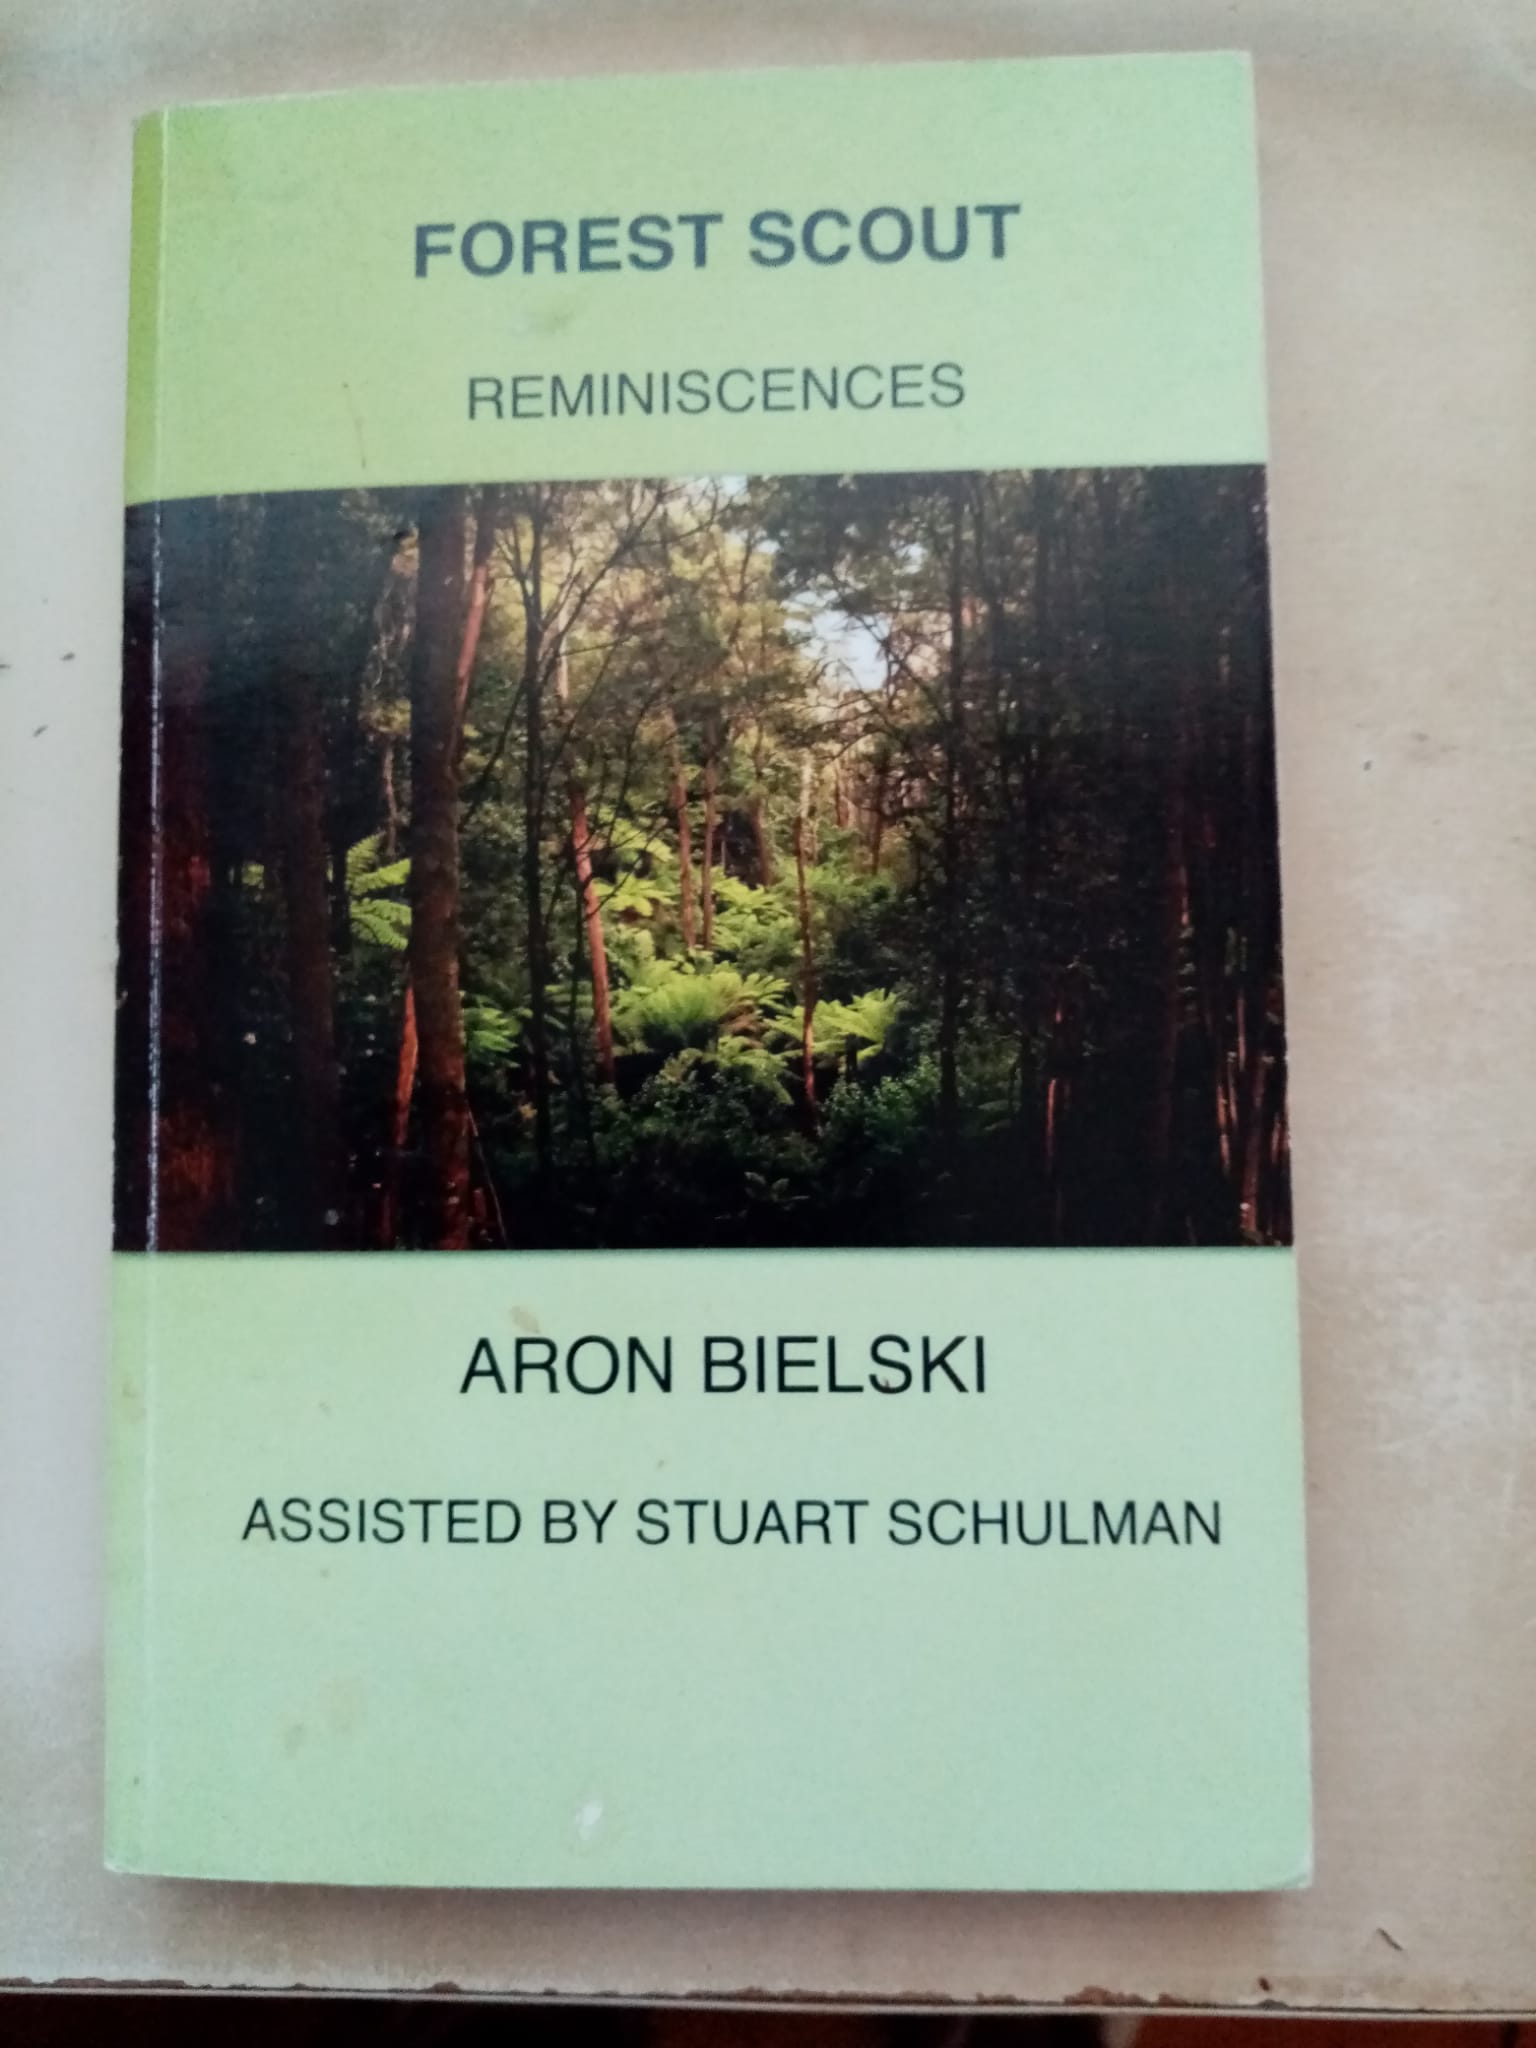 FOREST SCOUT
REMINISCENCES
ARON BIELSKI
ASSISTED BY STUART SCHULMAN